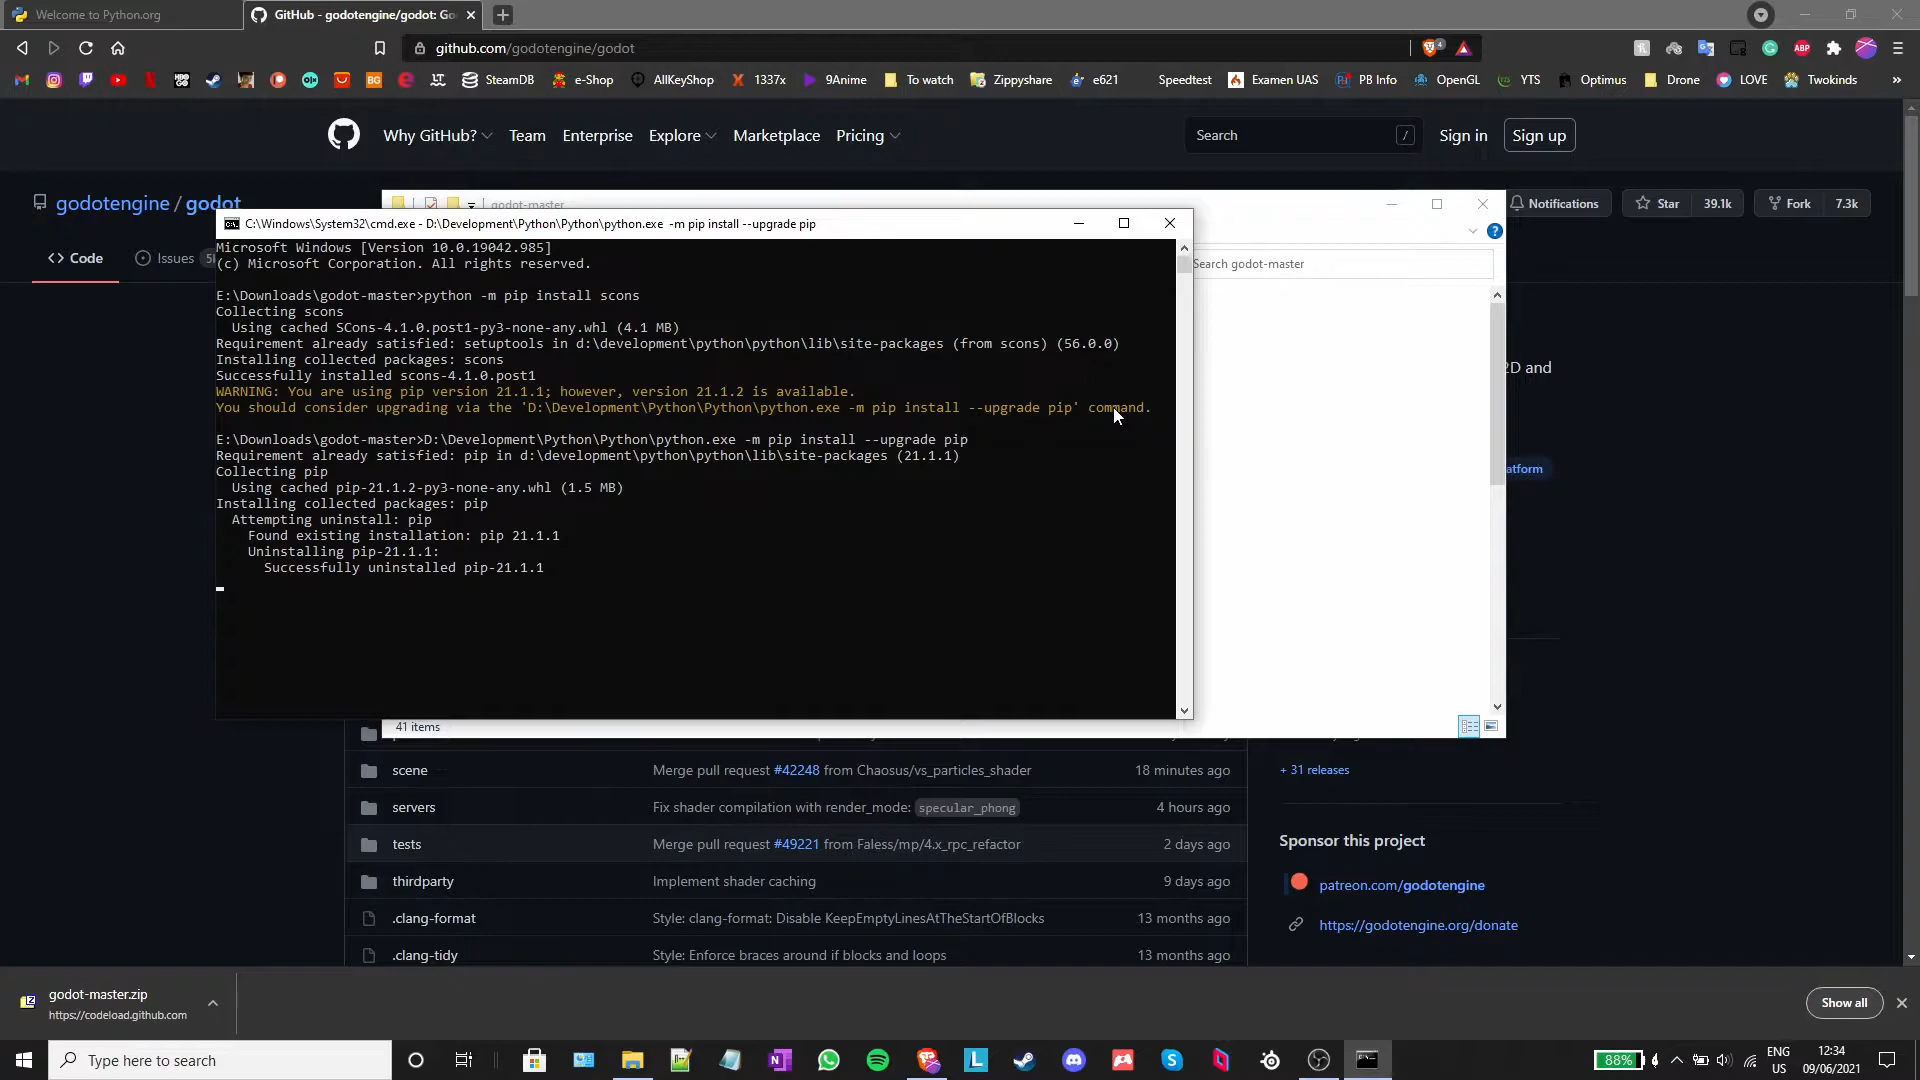 Welcome to Python.org
GitHub - godotengine/godot: Go
github.com/godotengine/godot
4
ABP
SteamDB
e-Shop
AllKeyShop
1337x
9Anime
To watch
Zippyshare
e621
Speedtest
Examen UAS
PB Info
OpenGL
YTS
Optimus
Drone
LOVE
Twokinds
»
Why GitHub?
Team
Enterprise
Explore
Marketplace
Pricing
Search
/
Sign in
Sign up
godotengine / godot
godot-master
Notifications
Star
39.1k
Fork
7.3k
C:\Windows\System32\cmd.exe - D:\Development\Python\Python\python.exe -m pip install --upgrade pip
<> Code
Issues
Search godot-master
Microsoft Windows [Version 10.0.19042.985]
(c) Microsoft Corporation. All rights reserved.
E:\Downloads\godot-master>python -m pip install scons
Collecting scons
Using cached SCons-4.1.0.post1-py3-none-any.whl (4.1 MB)
Requirement already satisfied: setuptools in d:\development\python\python\lib\site-packages (from scons) (56.0.0)
Installing collected packages: scons
Successfully installed scons-4.1.0.post1
WARNING: You are using pip version 21.1.1; however, version 21.1.2 is available.
You should consider upgrading via the 'D:\Development\Python\Python\python.exe -m pip install --upgrade pip' command.
E:\Downloads\godot-master>D:\Development\Python\Python\python.exe -m pip install --upgrade pip
Requirement already satisfied: pip in d:\development\python\python\lib\site-packages (21.1.1)
Collecting pip
Using cached pip-21.1.2-py3-none-any.whl (1.5 MB)
Installing collected packages: pip
Attempting uninstall: pip
Found existing installation: pip 21.1.1
Uninstalling pip-21.1.1:
Successfully uninstalled pip-21.1.1
2D and
atform
41 items
scene
Merge pull request #42248 from Chaosus/vs_particles_shader
18 minutes ago
servers
Fix shader compilation with render_mode: specular_phong
4 hours ago
tests
Merge pull request #49221 from Faless/mp/4.x_rpc_refactor
2 days ago
thirdparty
Implement shader caching
9 days ago
.clang-format
Style: clang-format: Disable KeepEmptyLinesAtTheStartOfBlocks
13 months ago
.clang-tidy
Style: Enforce braces around if blocks and loops
13 months ago
+ 31 releases
Sponsor this project
patreon.com/godotengine
https://godotengine.org/donate
godot-master.zip
https://codeload.github.com
Show all
Type here to search
88%
ENG
US
12:34
09/06/2021